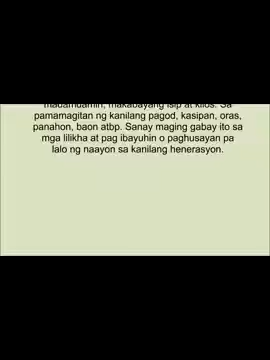 madamdamin, makabayang isip at kilos. Sa
pamamagitan ng kanilang pagod, kasipan, oras,
panahon, baon atbp. Sanay maging gabay ito sa
mga lilikha at pag ibayuhin o paghusayan pa
lalo ng naayon sa kanilang henerasyon.